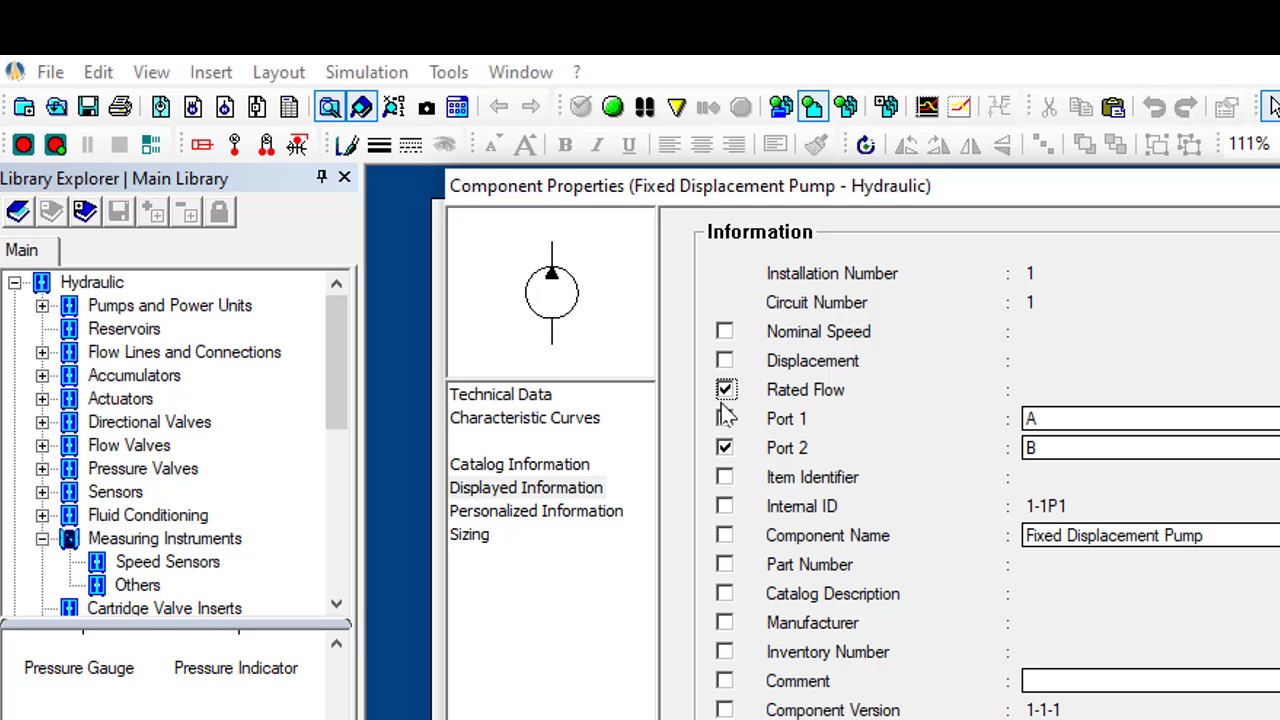 File Edit View Insert Layout Simulation Tools Window ?
111%
Library Explorer | Main Library
Main
Hydraulic
Pumps and Power Units
Reservoirs
Flow Lines and Connections
Accumulators
Actuators
Directional Valves
Flow Valves
Pressure Valves
Sensors
Fluid Conditioning
Measuring Instruments
Speed Sensors
Others
Cartridge Valve Inserts
Pressure Gauge Pressure Indicator
Component Properties (Fixed Displacement Pump - Hydraulic)
Technical Data
Characteristic Curves
Catalog Information
Displayed Information
Personalized Information
Sizing
Information
Installation Number : 1
Circuit Number : 1
Nominal Speed :
Displacement :
Rated Flow :
Port 1 : A
Port 2 : B
Item Identifier :
Internal ID : 1-1P1
Component Name : Fixed Displacement Pump
Part Number :
Catalog Description :
Manufacturer :
Inventory Number :
Comment :
Component Version : 1-1-1